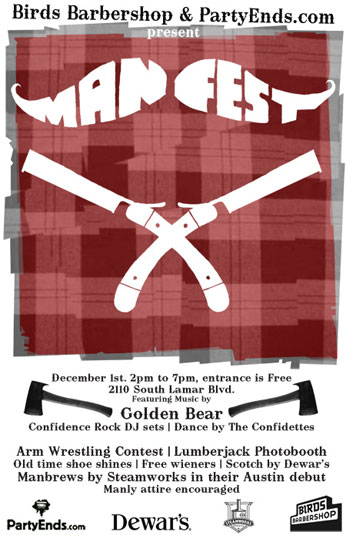 Birds Barbershop & PartyEnds.com
present
MAN FEST
December 1st. 2pm to 7pm, entrance is Free
2110 South Lamar Blvd.
Featuring Music by
Golden Bear
Confidence Rock DJ sets | Dance by The Confidettes
Arm Wrestling Contest | Lumberjack Photobooth
Old time shoe shines | Free wieners | Scotch by Dewar's
Manbrews by Steamworks in their Austin debut
Manly attire encouraged
PartyEnds.com
Dewar's
STEAMWORKS
BIRDS
BARBERSHOP